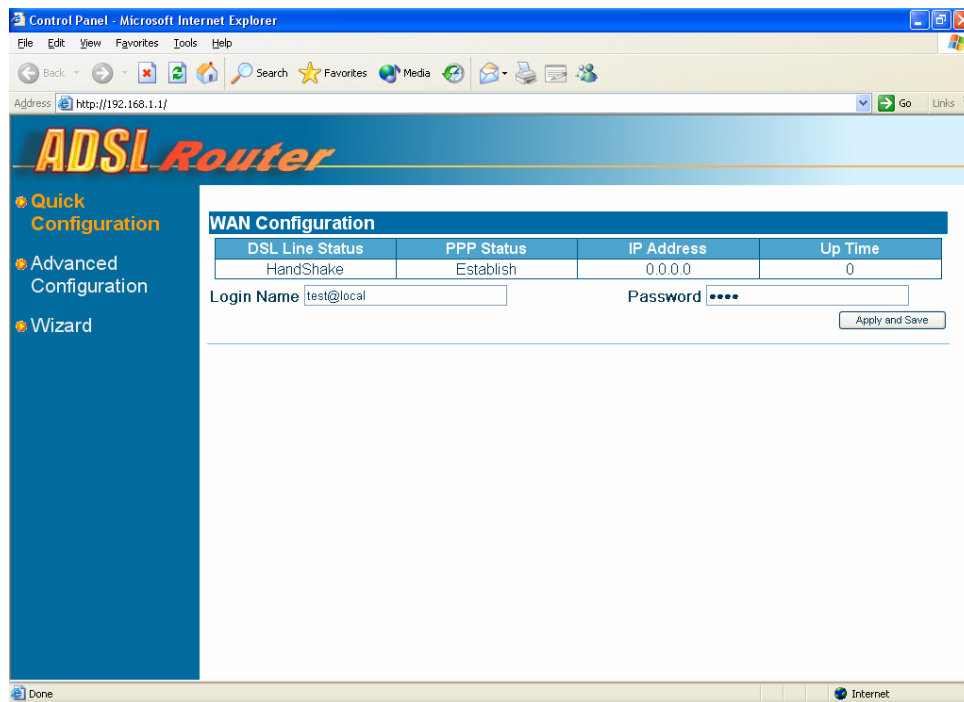 Control Panel - Microsoft Internet Explorer
File Edit View Favorites Tools Help
Back Search Favorites Media
Address http://192.168.1.1/ Go Links
ADSL Router
Quick
Configuration
Advanced
Configuration
Wizard
WAN Configuration
DSL Line Status PPP Status IP Address Up Time
HandShake Establish 0.0.0.0 0
Login Name test@local Password ••••
Apply and Save
Done Internet